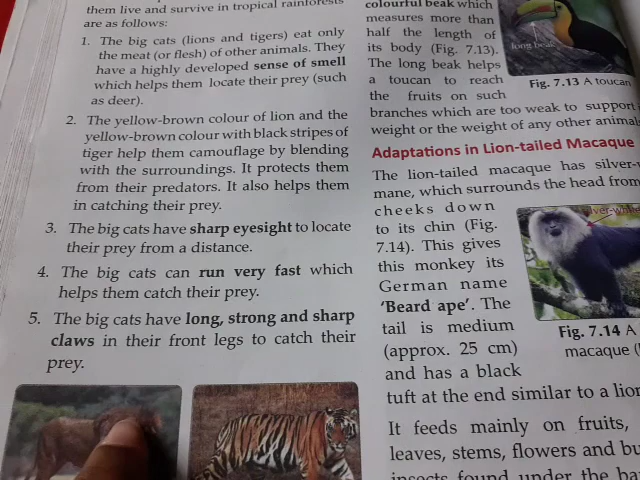 them live and survive in tropical rainforests
are as follows:
1. The big cats (lions and tigers) eat only
the meat (or flesh) of other animals. They
have a highly developed sense of smell
which helps them locate their prey (such
as deer).
2. The yellow-brown colour of lion and the
yellow-brown colour with black stripes of
tiger help them camouflage by blending
with the surroundings. It protects them
from their predators. It also helps them
in catching their prey.
3. The big cats have sharp eyesight to locate
their prey from a distance.
4. The big cats can run very fast which
helps them catch their prey.
5. The big cats have long, strong and sharp
claws in their front legs to catch their
prey.
colourful beak which
measures more than
half the length of
its body (Fig. 7.13).
The long beak helps
a toucan to reach
the fruits on such
branches which are too weak to support
weight or the weight of any other animal
long beak
Fig. 7.13 A toucan
Adaptations in Lion-tailed Macaque
The lion-tailed macaque has silver-
mane, which surrounds the head from
cheeks down
to its chin (Fig.
7.14). This gives
this monkey its
German name
'Beard ape'. The
tail is medium
(approx. 25 cm)
and has a black
tuft at the end similar to a
silver-white
Fig. 7.14 A
macaque
It feeds mainly on fruits,
leaves, stems, flowers and
insects found under the